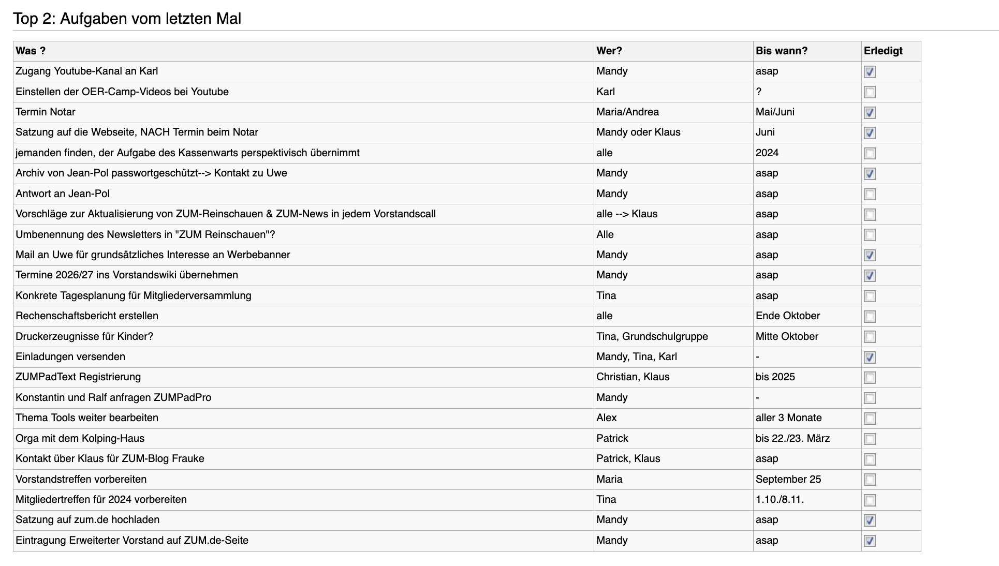 Top 2: Aufgaben vom letzten Mal
Was ? Wer? Bis wann? Erledigt
Zugang Youtube-Kanal an Karl Mandy asap
Einstellen der OER-Camp-Videos bei Youtube Karl ?
Termin Notar Maria/Andrea Mai/Juni
Satzung auf die Webseite, NACH Termin beim Notar Mandy oder Klaus Juni
jemanden finden, der Aufgabe des Kassenwarts perspektivisch übernimmt alle 2024
Archiv von Jean-Pol passwortgeschützt--> Kontakt zu Uwe Mandy asap
Antwort an Jean-Pol Mandy asap
Vorschläge zur Aktualisierung von ZUM-Reinschauen & ZUM-News in jedem Vorstandscall alle --> Klaus asap
Umbenennung des Newsletters in "ZUM Reinschauen"? Alle asap
Mail an Uwe für grundsätzliches Interesse an Werbebanner Mandy asap
Termine 2026/27 ins Vorstandswiki übernehmen Mandy asap
Konkrete Tagesplanung für Mitgliederversammlung Tina asap
Rechenschaftsbericht erstellen alle Ende Oktober
Druckerzeugnisse für Kinder? Tina, Grundschulgruppe Mitte Oktober
Einladungen versenden Mandy, Tina, Karl -
ZUMPadText Registrierung Christian, Klaus bis 2025
Konstantin und Ralf anfragen ZUMPadPro Mandy -
Thema Tools weiter bearbeiten Alex aller 3 Monate
Orga mit dem Kolping-Haus Patrick bis 22./23. März
Kontakt über Klaus für ZUM-Blog Frauke Patrick, Klaus asap
Vorstandstreffen vorbereiten Maria September 25
Mitgliedertreffen für 2024 vorbereiten Tina 1.10./8.11.
Satzung auf zum.de hochladen Mandy asap
Eintragung Erweiterter Vorstand auf ZUM.de-Seite Mandy asap